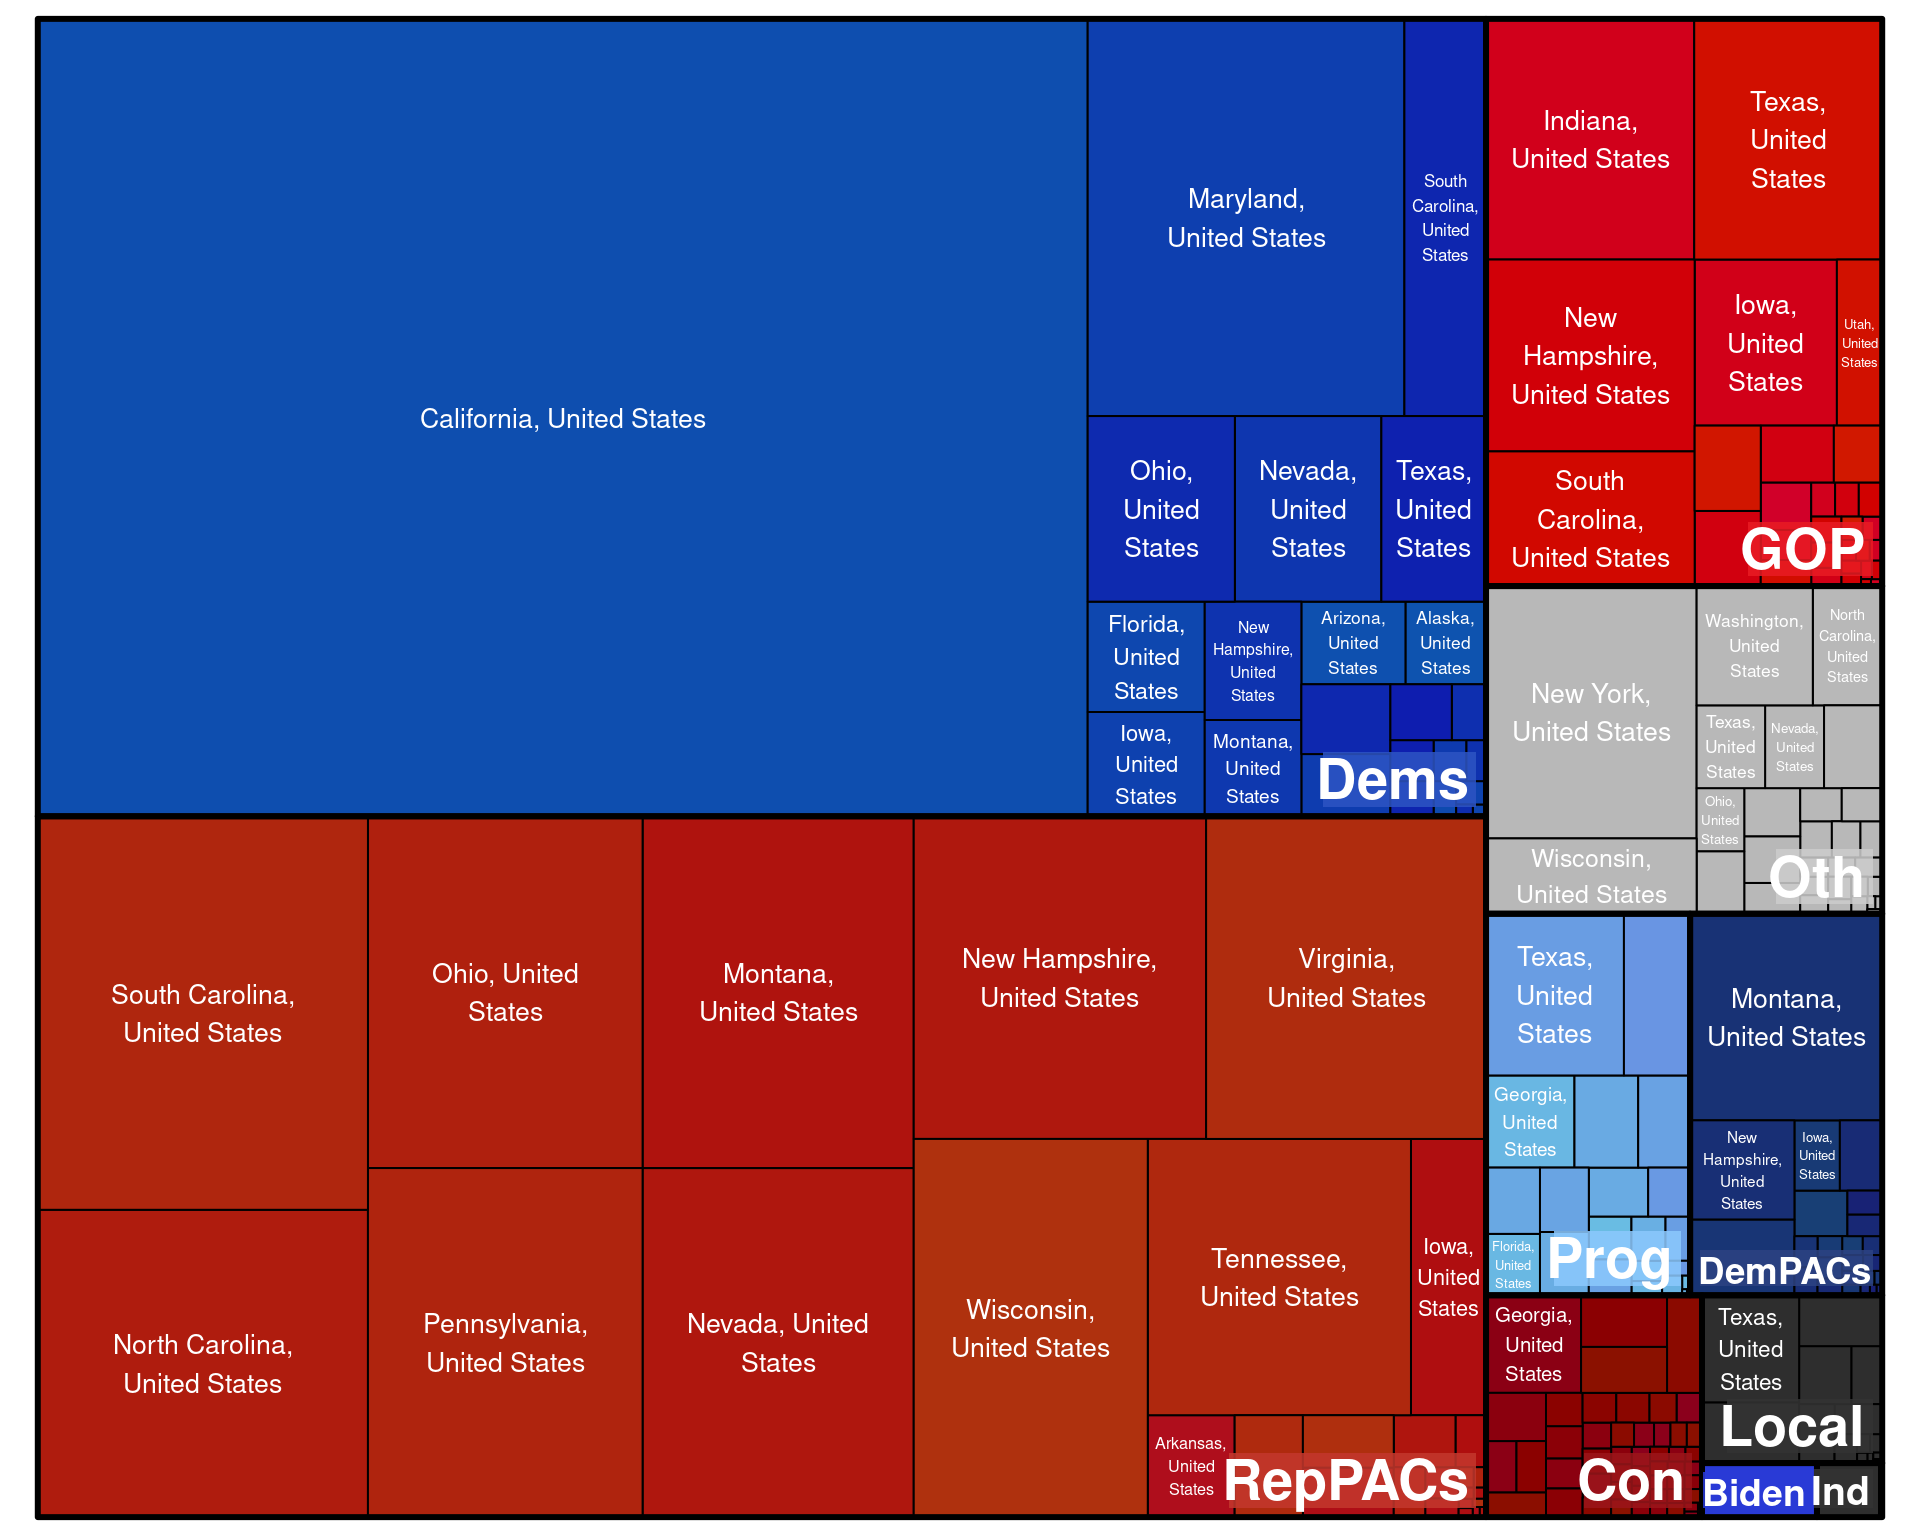 California, United States
Maryland,
United States
South
Carolina,
United
States
Ohio,
United
States
Nevada,
United
States
Texas,
United
States
Florida,
United
States
New
Hampshire,
United
States
Arizona,
United
States
Alaska,
United
States
Iowa,
United
States
Montana,
United
States
Dems
Indiana,
United States
Texas,
United
States
New
Hampshire,
United States
Iowa,
United
States
Utah,
United
States
South
Carolina,
United States
GOP
New York,
United States
Washington,
United
States
North
Carolina,
United
States
Texas,
United
States
Nevada,
United
States
Ohio,
United
States
Wisconsin,
United States
Oth
South Carolina,
United States
Ohio, United
States
Montana,
United States
New Hampshire,
United States
Virginia,
United States
North Carolina,
United States
Pennsylvania,
United States
Nevada, United
States
Wisconsin,
United States
Tennessee,
United States
Iowa,
United
States
Arkansas,
United
States
RepPACs
Texas,
United
States
Georgia,
United
States
Florida,
United
States
Prog
Montana,
United States
New
Hampshire,
United
States
Iowa,
United
States
DemPACs
Georgia,
United
States
Con
Texas,
United
States
Local
Biden
Ind